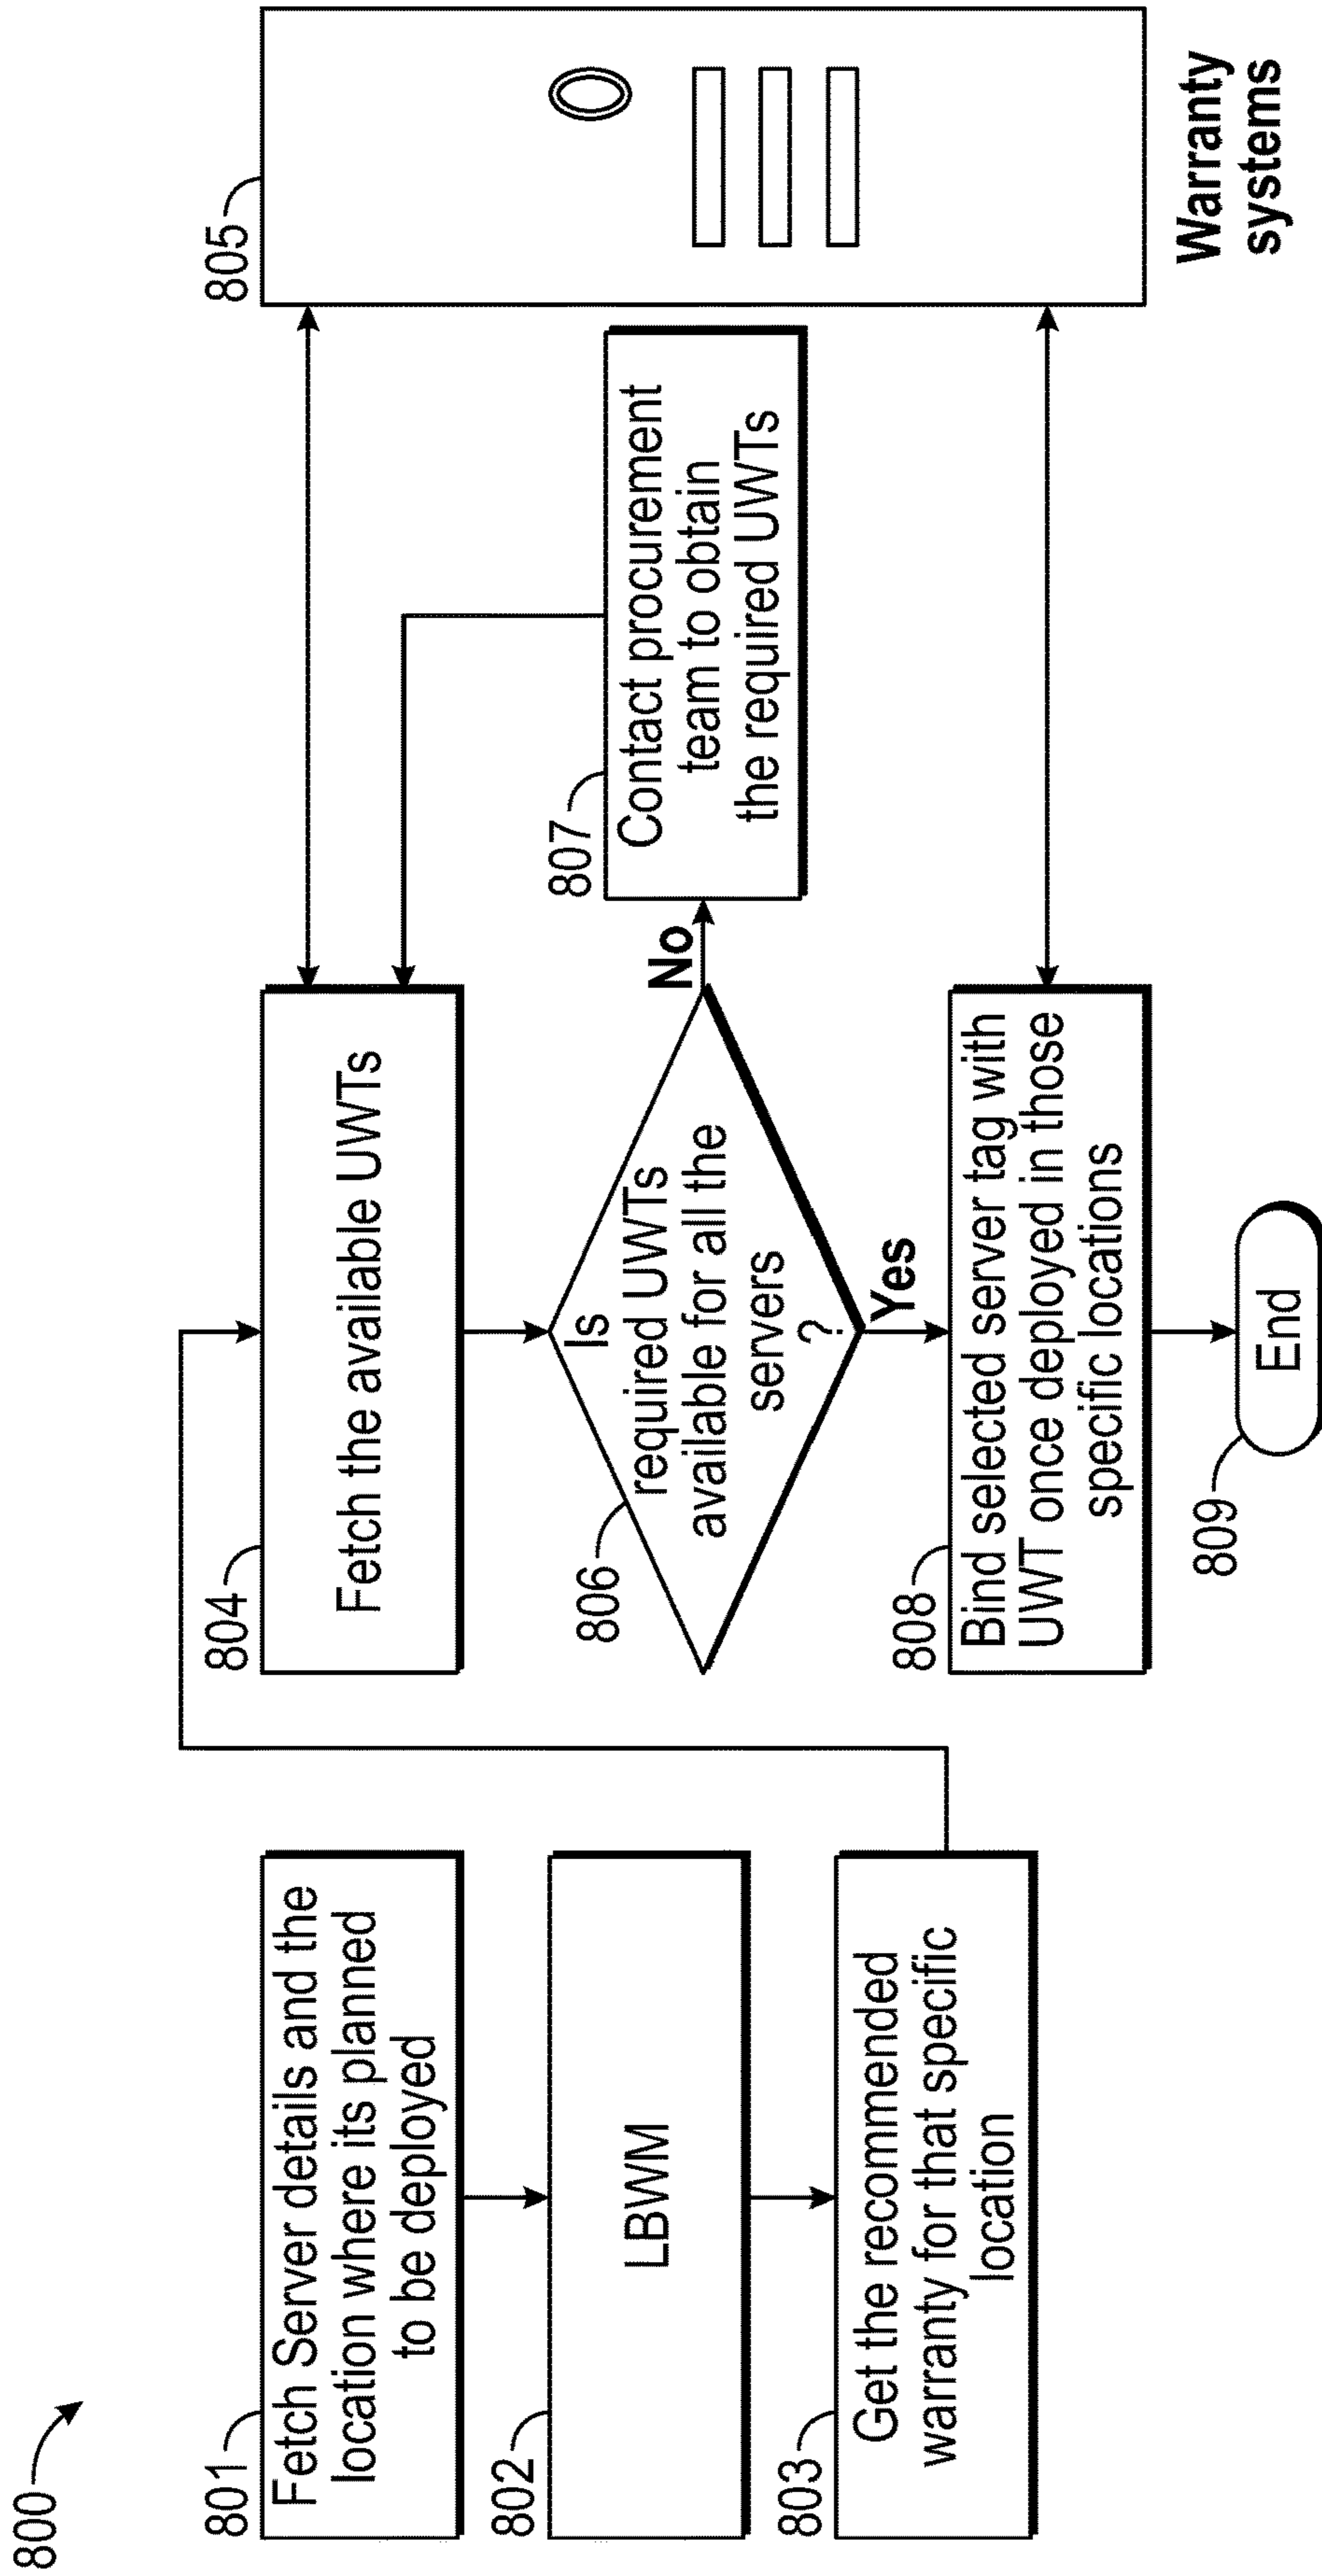 800
801
Fetch Server details and the
location where its planned
to be deployed
802
LBWM
803
Get the recommended
warranty for that specific
location
804
Fetch the available UWTs
805
Warranty
systems
806
Is
required UWTs
available for all the
servers
?
No
Yes
807
Contact procurement
team to obtain
the required UWTs
808
Bind selected server tag with
UWT once deployed in those
specific locations
809
End